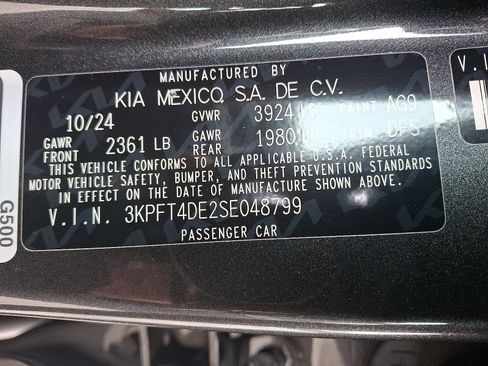 MANUFACTURED BY
KIA MEXICO, S.A. DE C.V.
10/24 GVWR 3924 LB PAINT AG9
GAWR FRONT 2361 LB GAWR REAR 1980 LB TRIM DFS
THIS VEHICLE CONFORMS TO ALL APPLICABLE U.S.A. FEDERAL
MOTOR VEHICLE SAFETY, BUMPER, AND THEFT PREVENTION STANDARDS
IN EFFECT ON THE DATE OF MANUFACTURE SHOWN ABOVE.
V.I.N. 3KPFT4DE2SE048799
PASSENGER CAR
G500
V.I